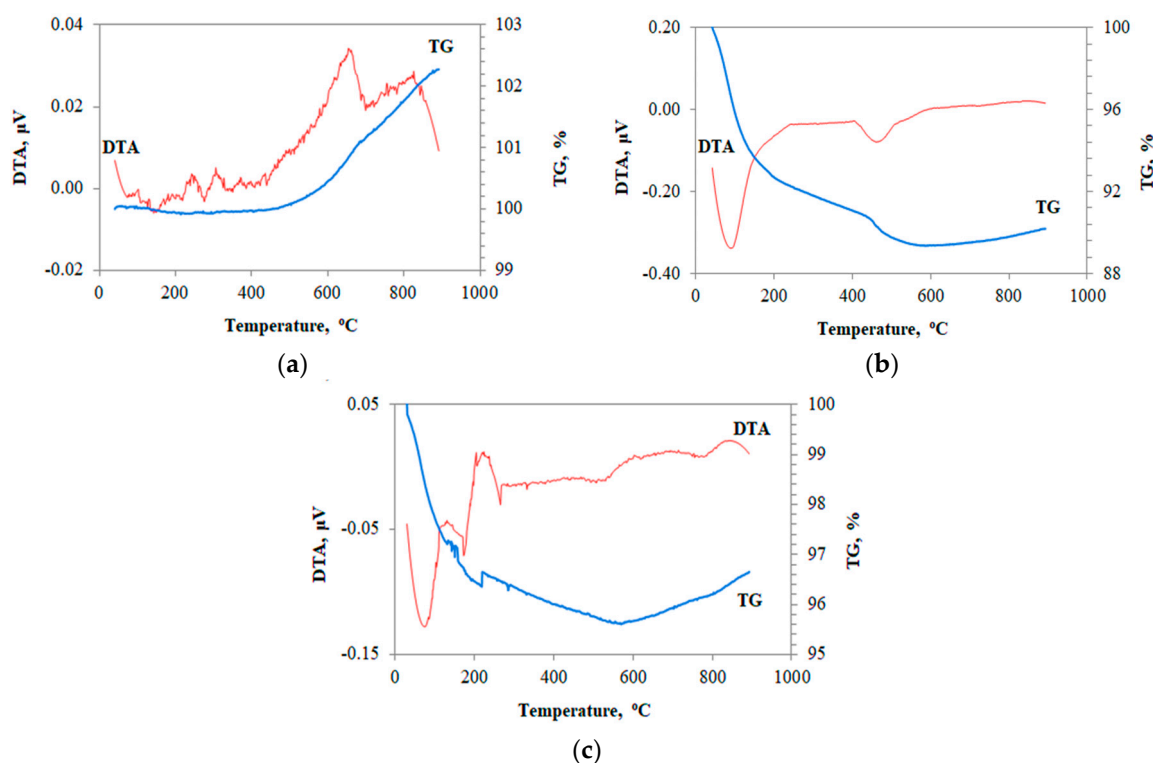 0.04
0.02
0.00
-0.02
DTA, µV
103
102
101
100
99
TG, %
TG
DTA
0 200 400 600 800 1000
Temperature, ºC
(a)
0.20
0.00
-0.20
-0.40
DTA, µV
100
96
92
88
TG, %
DTA
TG
0 200 400 600 800 1000
Temperature, ºC
(b)
0.05
-0.05
-0.15
DTA, µV
100
99
98
97
96
95
TG, %
DTA
TG
0 200 400 600 800 1000
Temperature, ºC
(c)